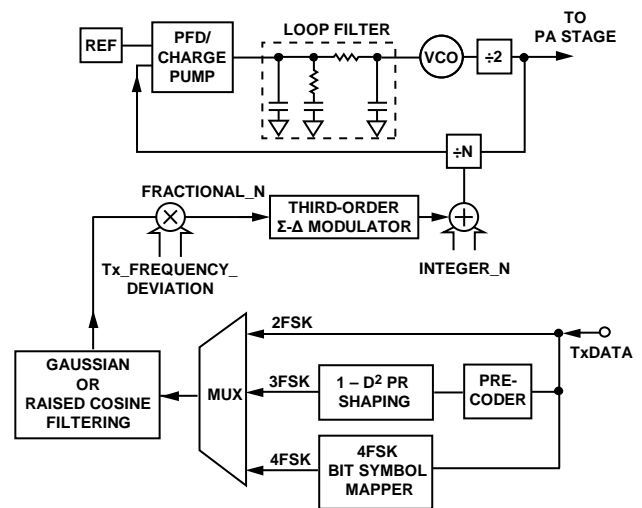 LOOP FILTER
TO
PA STAGE
REF
PFD/
CHARGE
PUMP
VCO
÷2
÷N
FRACTIONAL_N
×
THIRD-ORDER
Σ-Δ MODULATOR
+
Tx_FREQUENCY_
DEVIATION
INTEGER_N
GAUSSIAN
OR
RAISED COSINE
FILTERING
MUX
2FSK
TxDATA
3FSK
1 – D² PR
SHAPING
PRE-
CODER
4FSK
4FSK
BIT SYMBOL
MAPPER